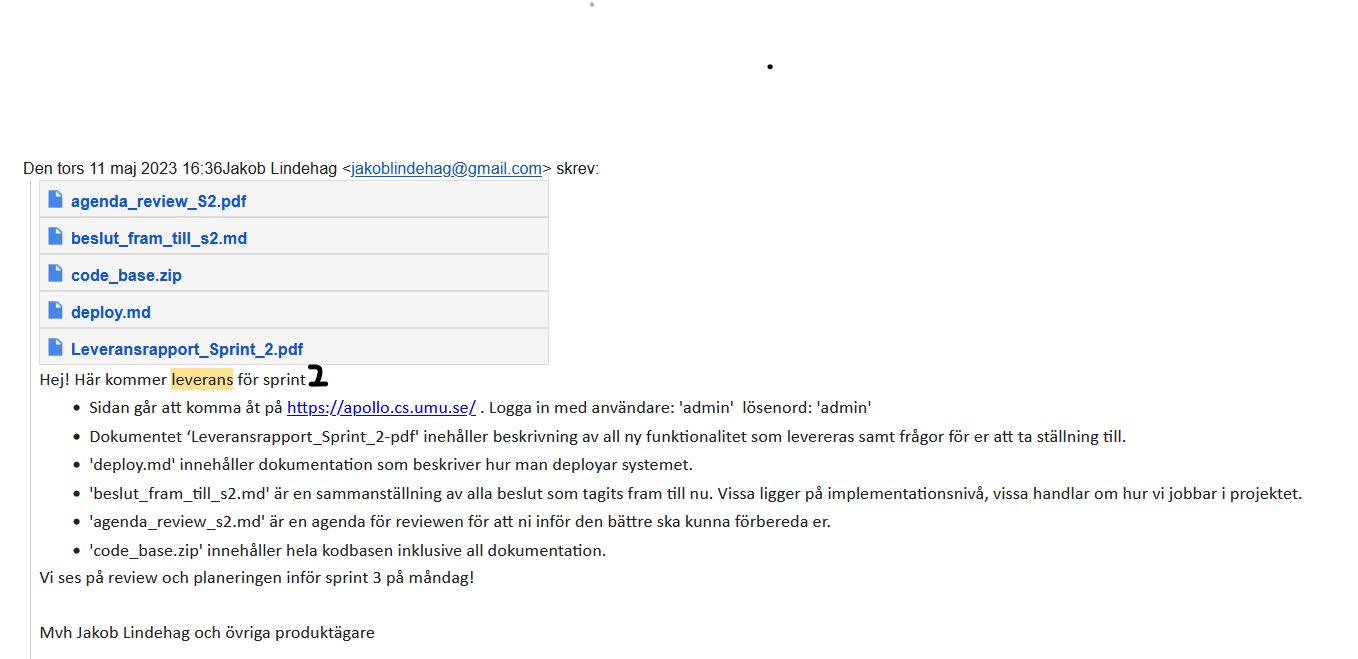 Den tors 11 maj 2023 16:36Jakob Lindehag <jakoblindehag@gmail.com> skrev:
agenda_review_S2.pdf
beslut_fram_till_s2.md
code_base.zip
deploy.md
Leveransrapport_Sprint_2.pdf
Hej! Här kommer leverans för sprint 2
• Sidan går att komma åt på https://apollo.cs.umu.se/ . Logga in med användare: 'admin'  lösenord: 'admin'
• Dokumentet ‘Leveransrapport_Sprint_2-pdf' inehåller beskrivning av all ny funktionalitet som levereras samt frågor för er att ta ställning till.
• 'deploy.md' innehåller dokumentation som beskriver hur man deployar systemet.
• 'beslut_fram_till_s2.md' är en sammanställning av alla beslut som tagits fram till nu. Vissa ligger på implementationsnivå, vissa handlar om hur vi jobbar i projektet.
• 'agenda_review_s2.md' är en agenda för reviewen för att ni inför den bättre ska kunna förbereda er.
• 'code_base.zip' innehåller hela kodbasen inklusive all dokumentation.
Vi ses på review och planeringen inför sprint 3 på måndag!
Mvh Jakob Lindehag och övriga produktägare